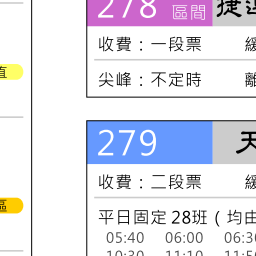 278 區間 捷運
收費：一段票 緩
尖峰：不定時 離
直
279 天
收費：二段票 緩
區
平日固定28班（均由
05:40 06:00 06:30
10:30 11:10 11:50